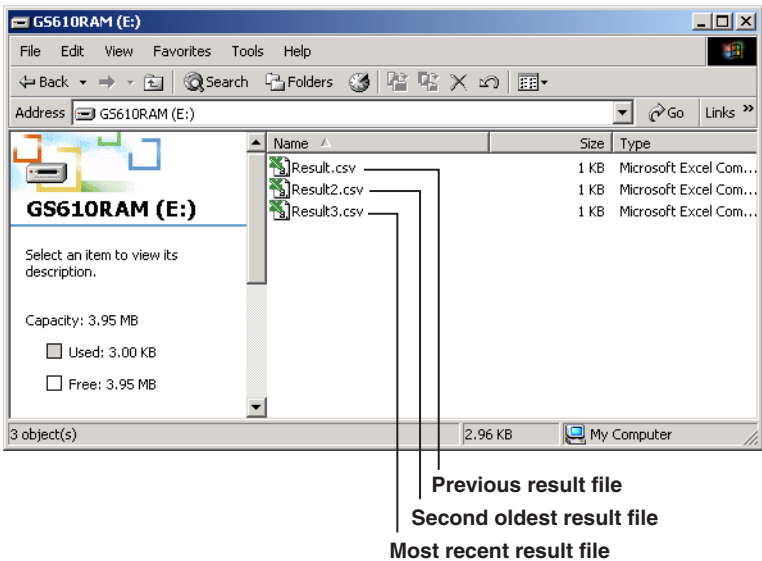 GS610RAM (E:)
File Edit View Favorites Tools Help
Back Search Folders
Address GS610RAM (E:) Go Links »
Name Size Type
Result.csv 1 KB Microsoft Excel Com...
Result2.csv 1 KB Microsoft Excel Com...
Result3.csv 1 KB Microsoft Excel Com...
GS610RAM (E:)
Select an item to view its
description.
Capacity: 3.95 MB
Used: 3.00 KB
Free: 3.95 MB
3 object(s) 2.96 KB My Computer
Previous result file
Second oldest result file
Most recent result file